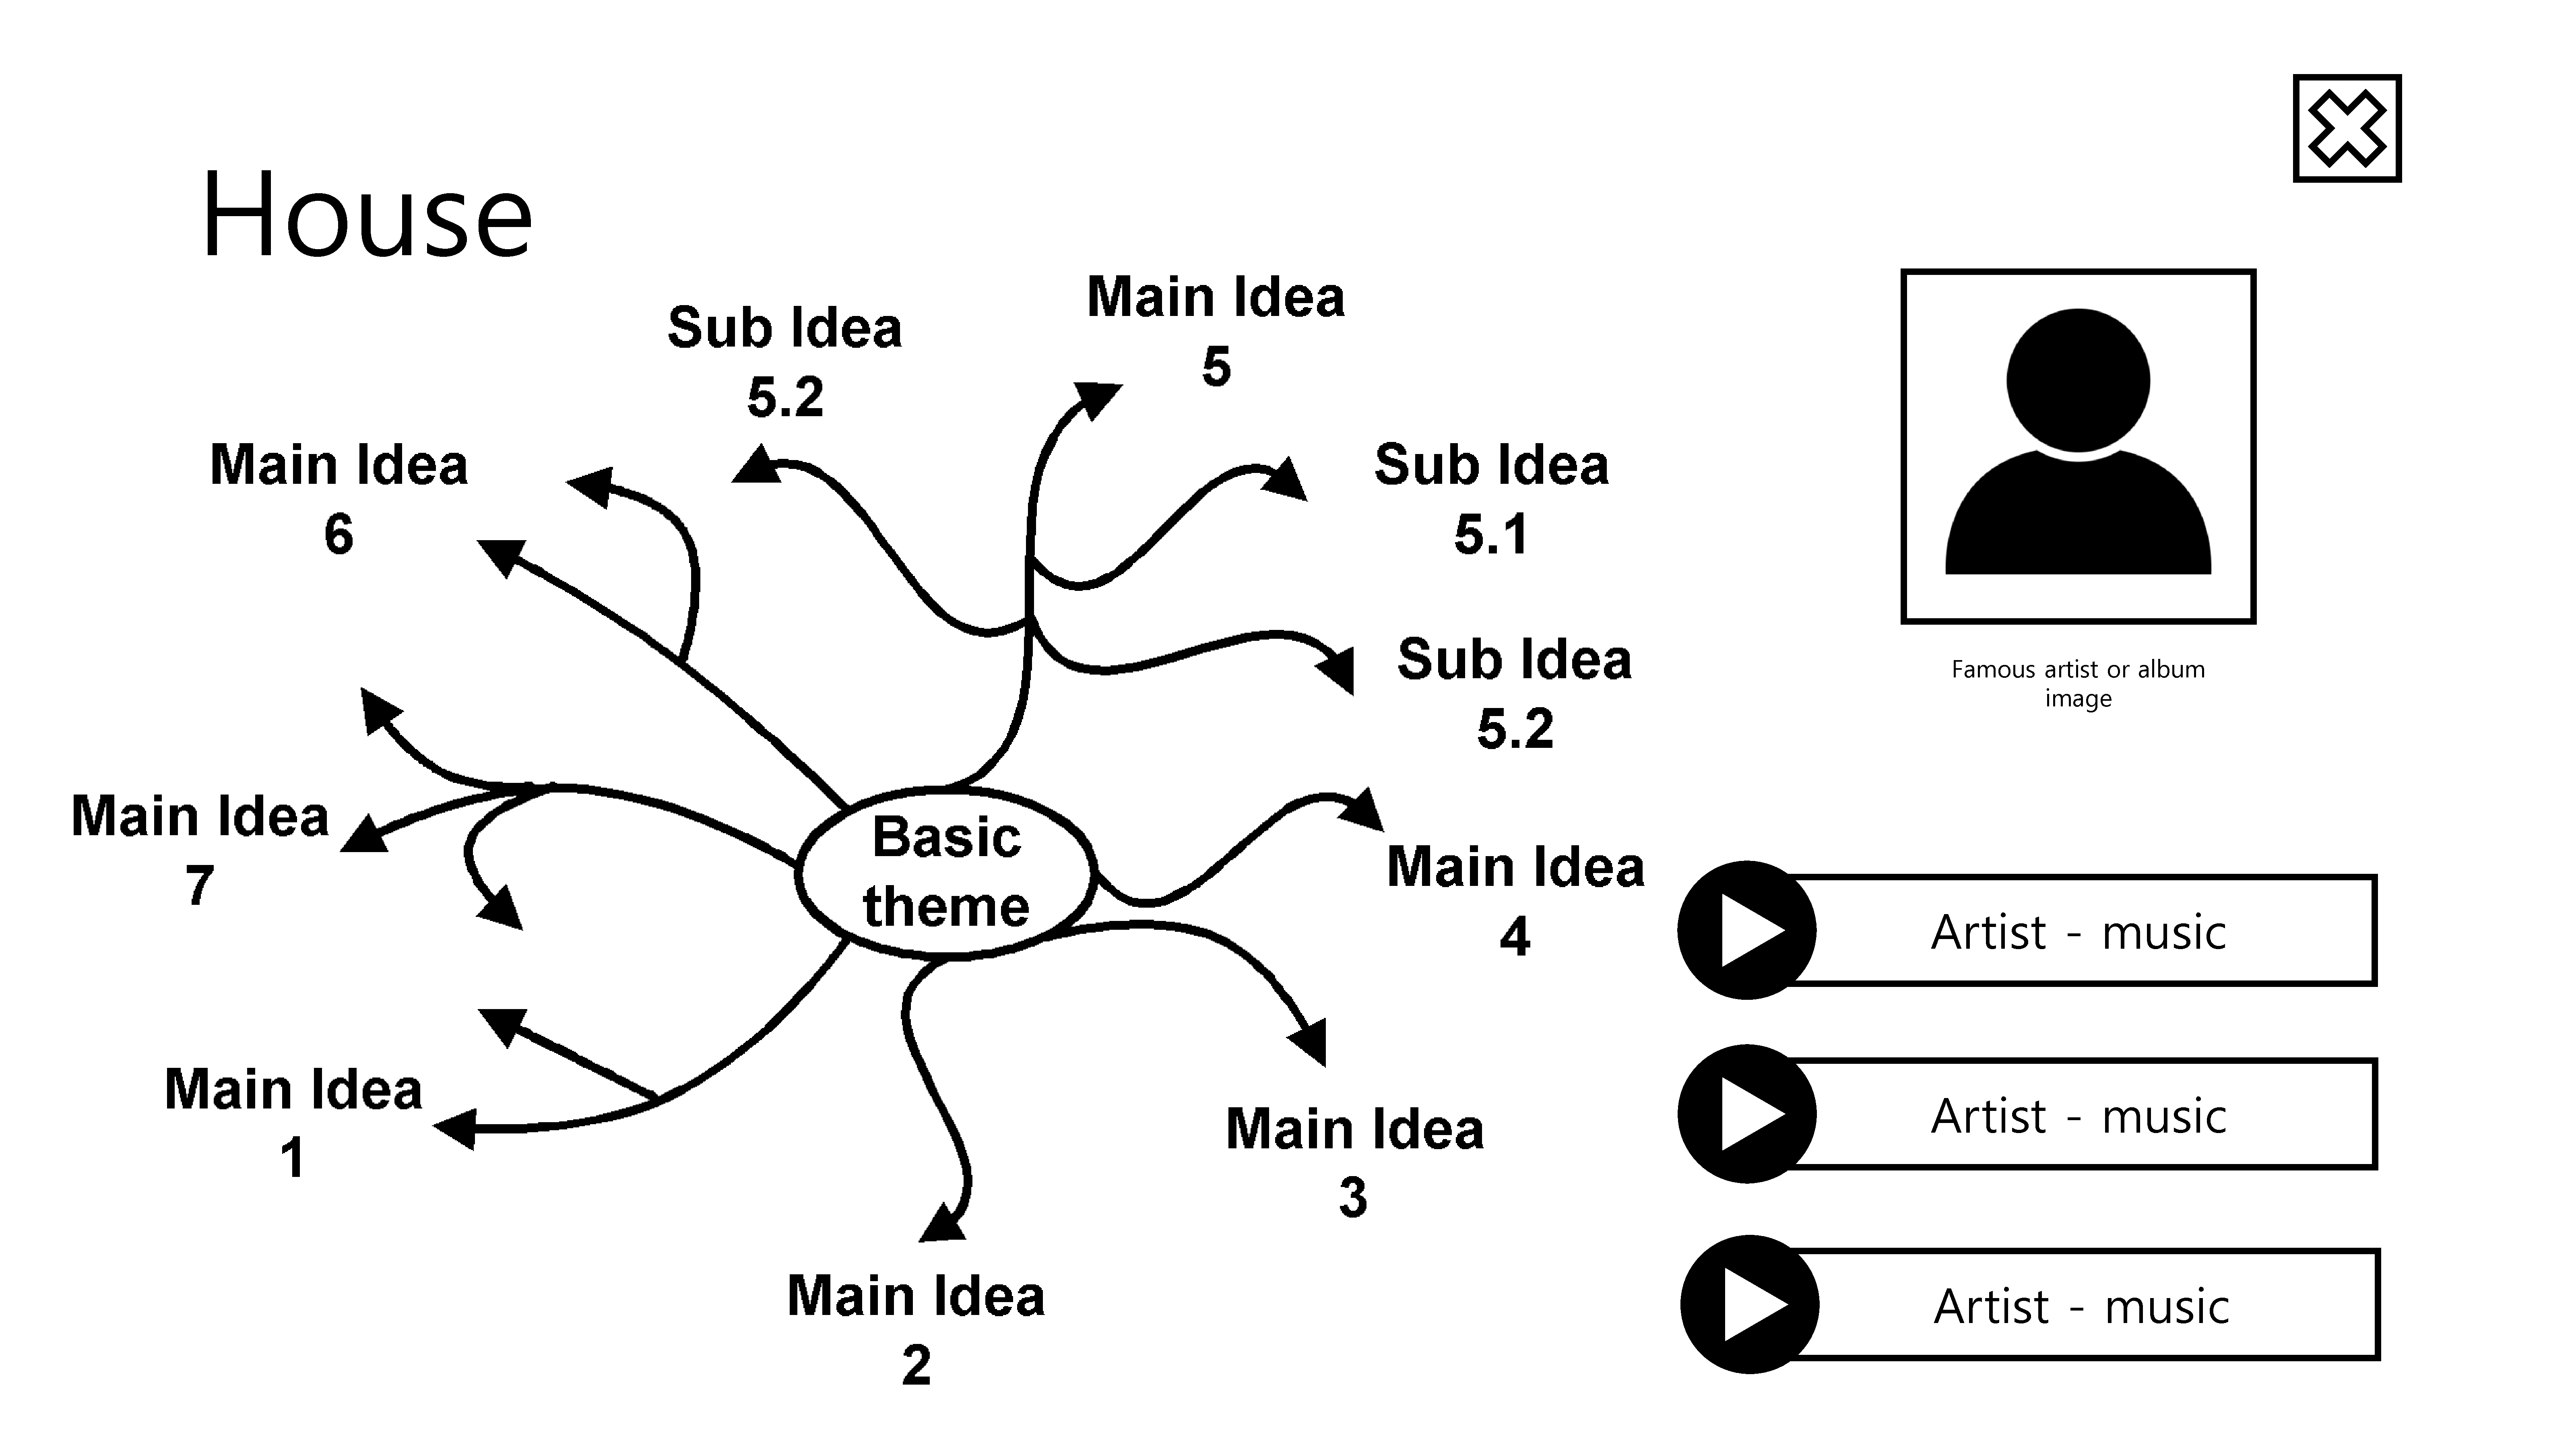 House
Main Idea
5
Sub Idea
5.2
Main Idea
6
Sub Idea
5.1
Sub Idea
5.2
Famous artist or album
image
Main Idea
7
Basic
theme
Main Idea
4
Artist - music
Main Idea
1
Main Idea
3
Artist - music
Main Idea
2
Artist - music